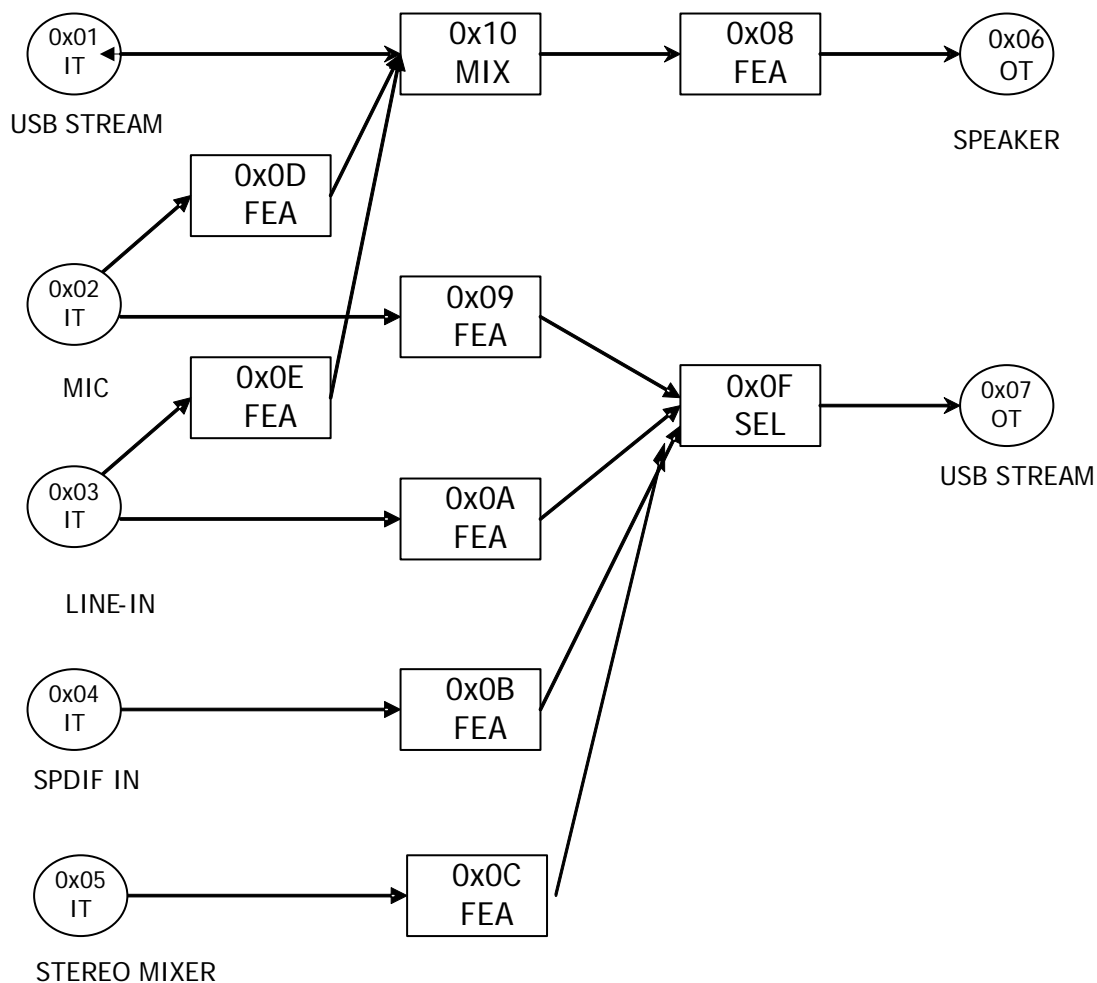 0x01
IT
USB STREAM
0x10
MIX
0x08
FEA
0x06
OT
SPEAKER
0x0D
FEA
0x02
IT
MIC
0x09
FEA
0x0E
FEA
0x0F
SEL
0x07
OT
USB STREAM
0x03
IT
LINE-IN
0x0A
FEA
0x04
IT
SPDIF IN
0x0B
FEA
0x05
IT
STEREO MIXER
0x0C
FEA